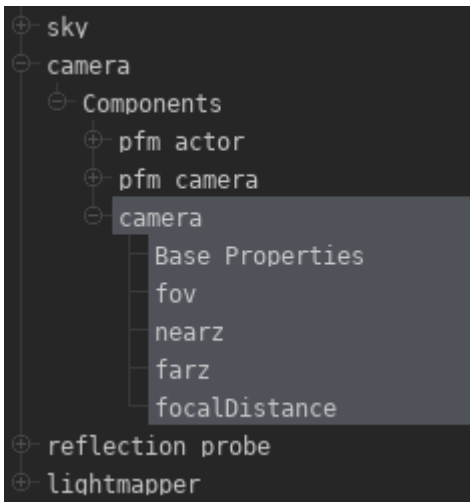 sky
camera
Components
pfm actor
pfm camera
camera
Base Properties
fov
nearz
farz
focalDistance
reflection probe
lightmapper